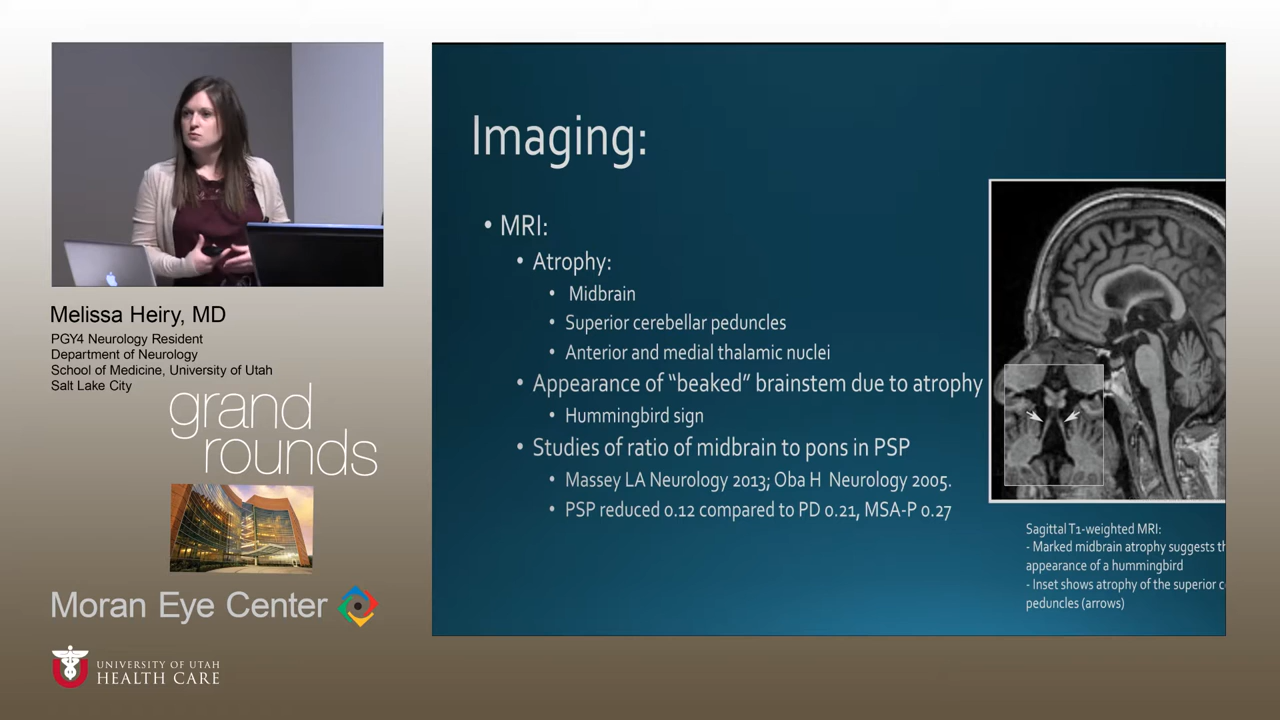 Melissa Heiry, MD
PGY4 Neurology Resident
Department of Neurology
School of Medicine, University of Utah
Salt Lake City
grand
rounds
Moran Eye Center
UNIVERSITY OF UTAH
HEALTH CARE
Imaging:
• MRI:
• Atrophy:
• Midbrain
• Superior cerebellar peduncles
• Anterior and medial thalamic nuclei
• Appearance of “beaked” brainstem due to atrophy
• Hummingbird sign
• Studies of ratio of midbrain to pons in PSP
• Massey LA Neurology 2013; Oba H Neurology 2005.
• PSP reduced 0.12 compared to PD 0.21, MSA-P 0.27
Sagittal T1-weighted MRI:
- Marked midbrain atrophy suggests
appearance of a hummingbird
- Inset shows atrophy of the superior
peduncles (arrows)